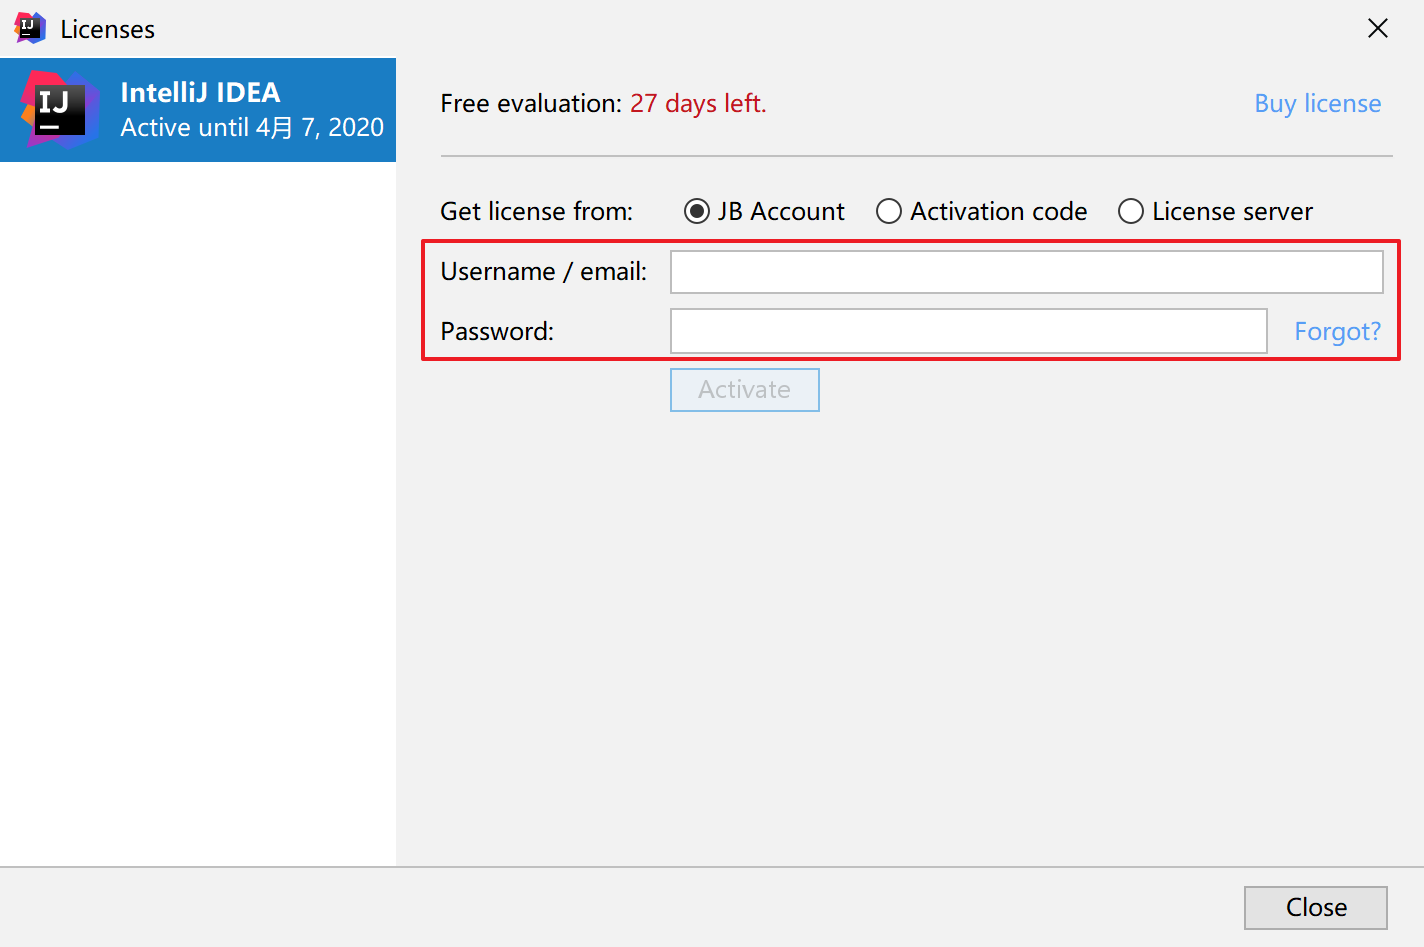 IJ Licenses
IJ
IntelliJ IDEA
Active until 4月 7, 2020
Free evaluation: 27 days left. Buy license
Get license from: JB Account Activation code License server
Username / email:
Password: Forgot?
Activate
Close